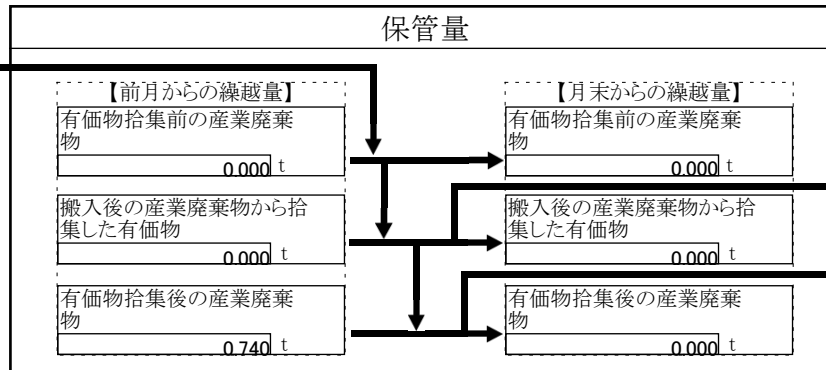 保管量
【前月からの繰越量】
有価物拾集前の産業廃棄
物
0.000 t
搬入後の産業廃棄物から拾
集した有価物
0.000 t
有価物拾集後の産業廃棄
物
0.740 t
【月末からの繰越量】
有価物拾集前の産業廃棄
物
0.000 t
搬入後の産業廃棄物から拾
集した有価物
0.000 t
有価物拾集後の産業廃棄
物
0.000 t